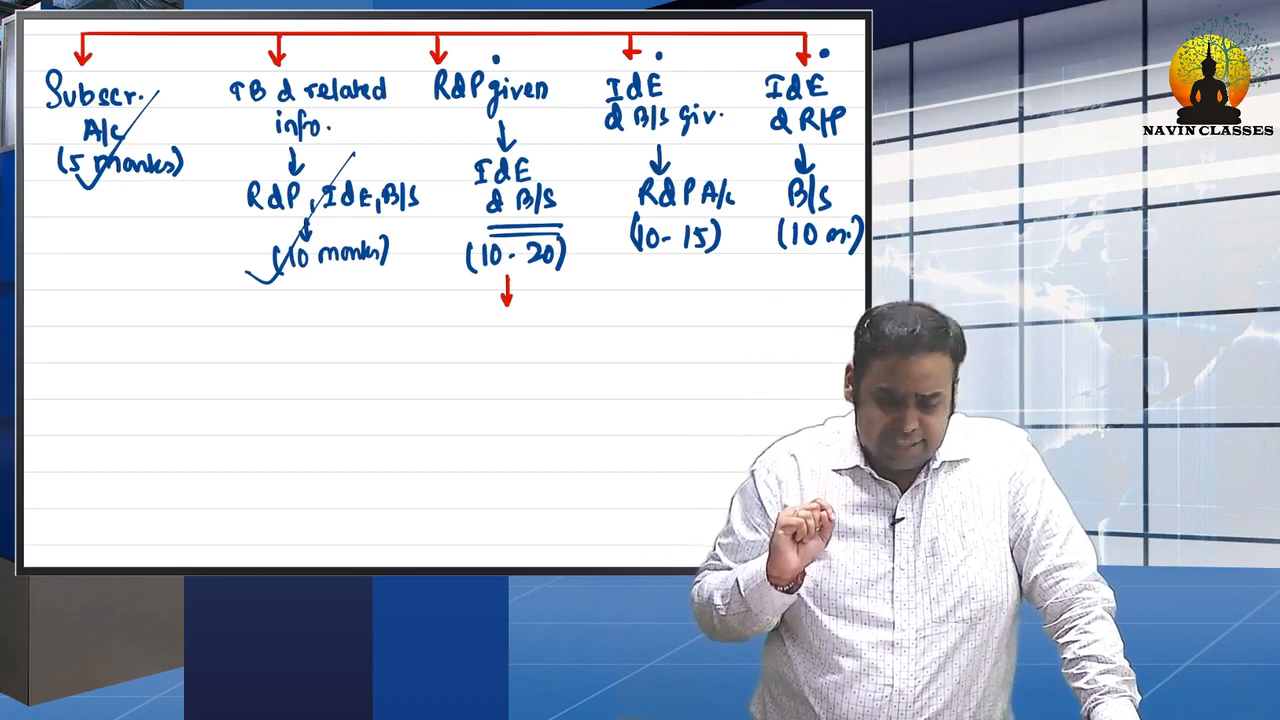 Subscr.
A/c
(5 marks)
TB & related
info.
R&P, I&E, B/S
(10 marks)
R&P given
I&E
& B/S
(10 - 20)
I&E
& B/S giv.
R&P A/c
(10 - 15)
I&E
& R/P
B/S
(10 m.)
NAVIN CLASSES